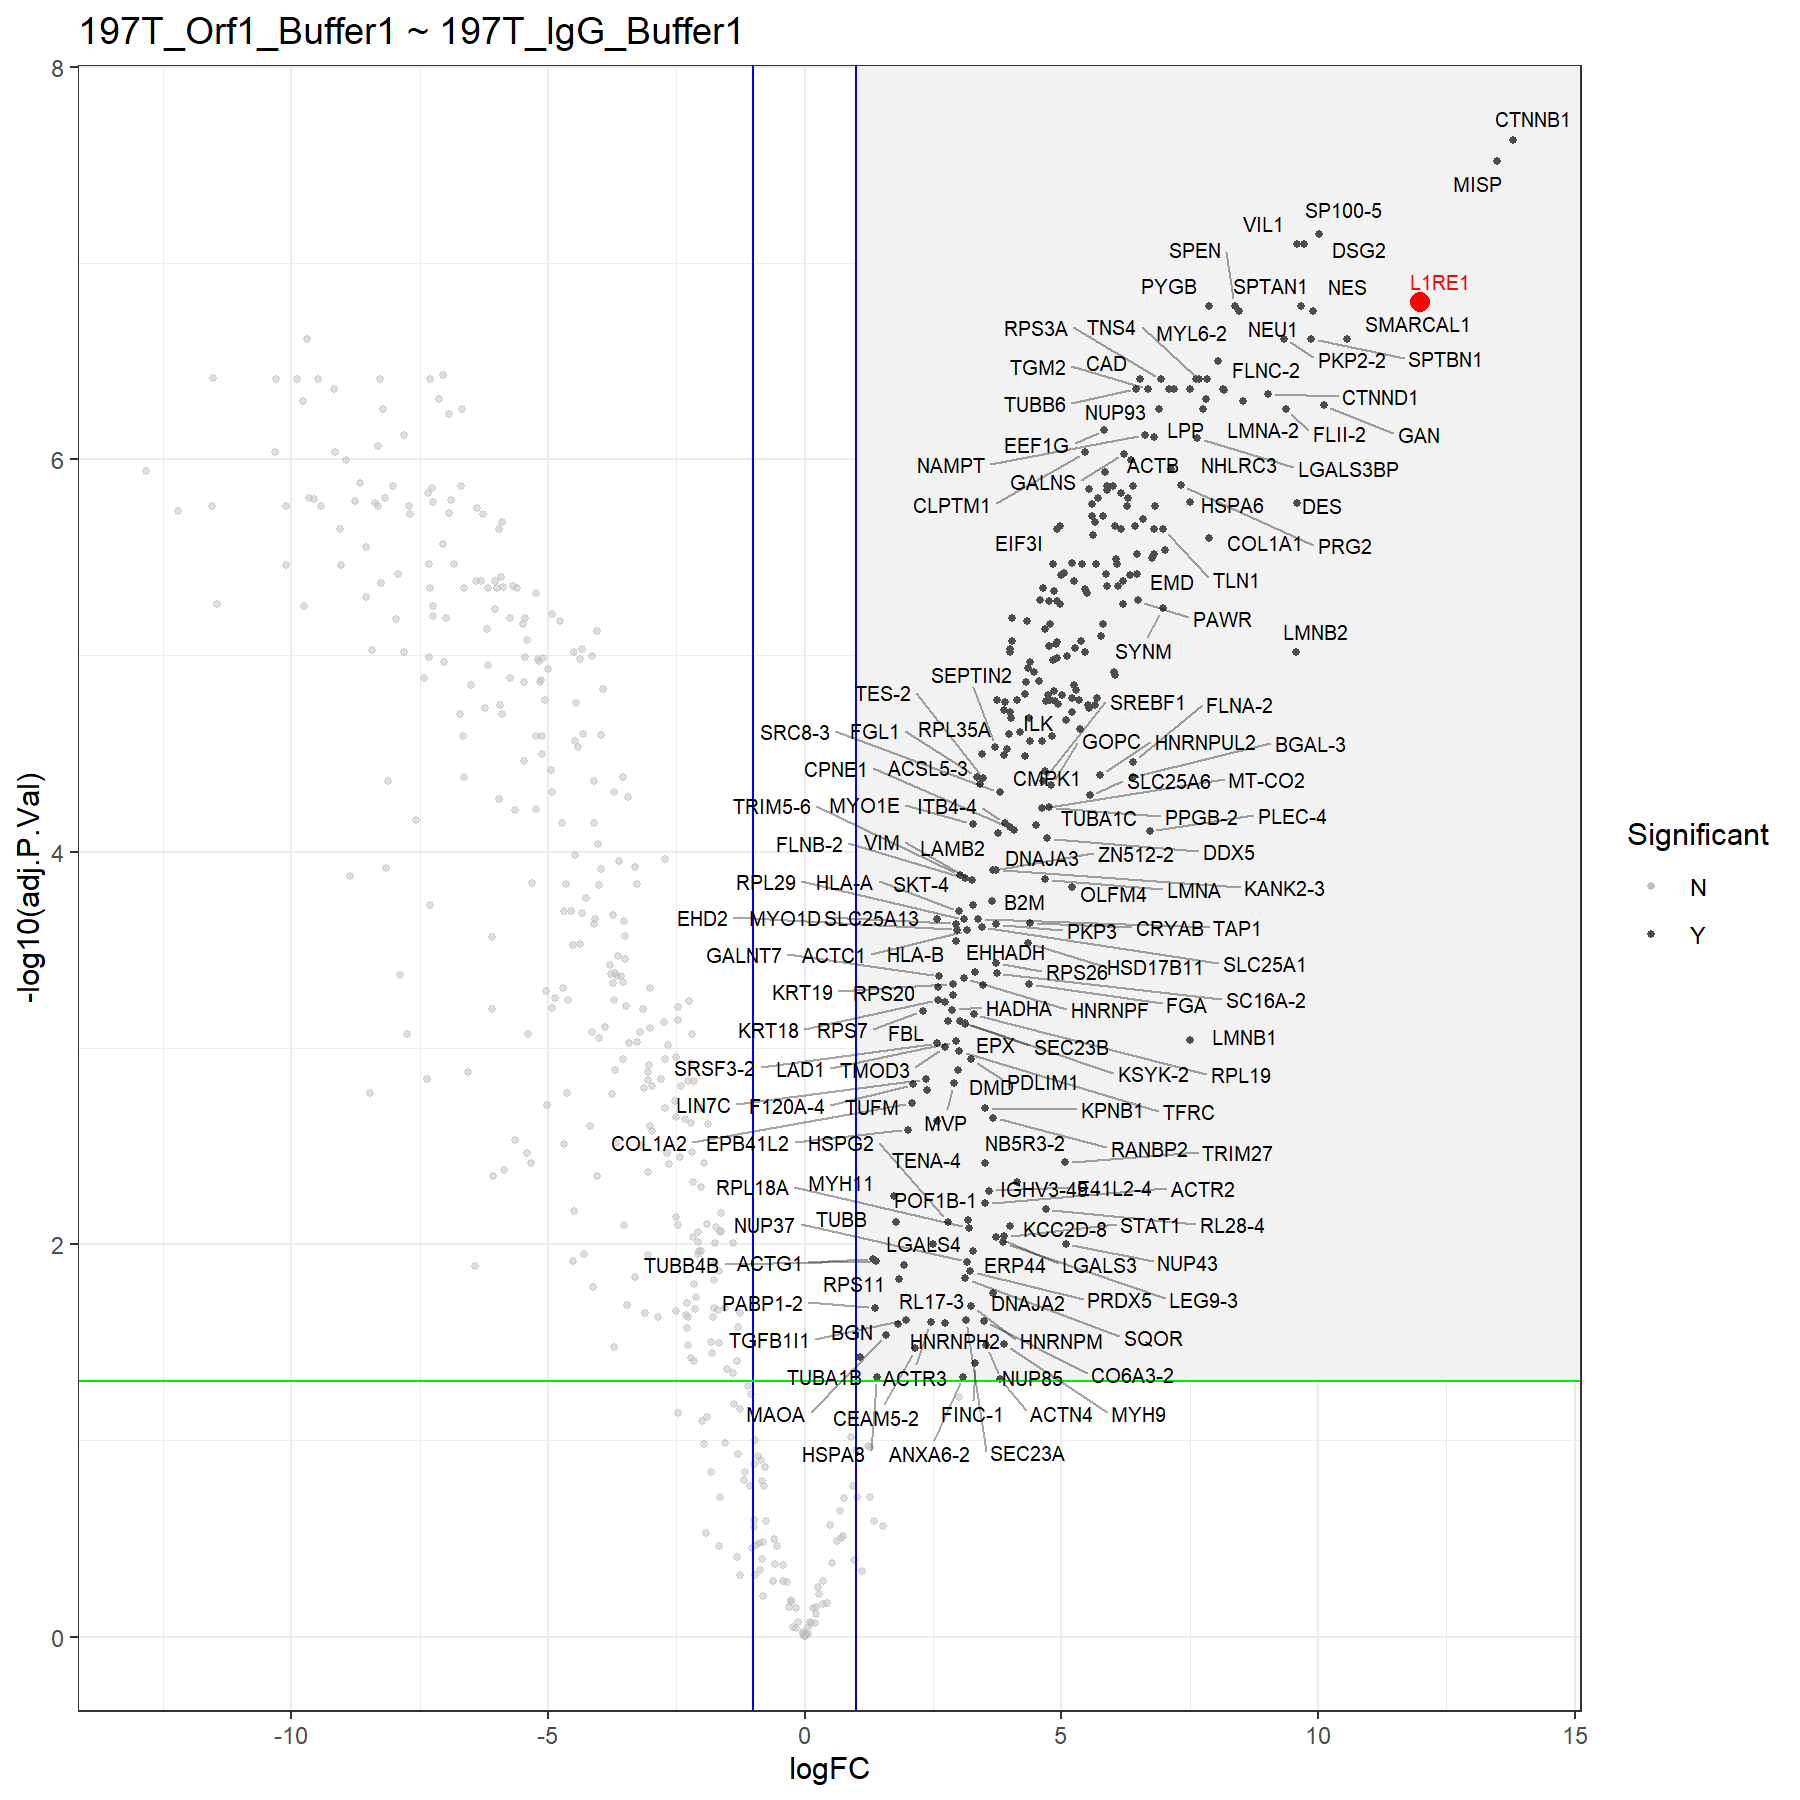 197T_Orf1_Buffer1 ~ 197T_IgG_Buffer1
8
CTNNB1
MISP
SP100-5
VIL1
SPEN
DSG2
L1RE1
PYGB
SPTAN1
NES
RPS3A
TNS4
MYL6-2
NEU1
SMARCAL1
TGM2
CAD
FLNC-2
PKP2-2
SPTBN1
TUBB6
NUP93
CTNND1
EEF1G
LPP
LMNA-2
FLII-2
GAN
6
NAMPT
ACTB
NHLRC3
LGALS3BP
GALNS
CLPTM1
HSPA6
DES
EIF3I
COL1A1
PRG2
EMD
TLN1
PAWR
LMNB2
SYNM
SEPTIN2
TES-2
SREBF1
FLNA-2
SRC8-3
FGL1
RPL35A
ILK
GOPC
HNRNPUL2
BGAL-3
CPNE1
ACSL5-3
CMPK1
SLC25A6
MT-CO2
TRIM5-6
MYO1E
ITB4-4
TUBA1C
PPGB-2
PLEC-4
4
FLNB-2
VIM
LAMB2
DNAJA3
ZN512-2
DDX5
RPL29
HLA-A
SKT-4
OLFM4
LMNA
KANK2-3
B2M
EHD2
MYO1D
SLC25A13
PKP3
CRYAB
TAP1
GALNT7
ACTC1
HLA-B
EHHADH
RPS26
HSD17B11
SLC25A1
KRT19
RPS20
HADHA
HNRNPF
FGA
SC16A-2
KRT18
RPS7
FBL
EPX
SEC23B
LMNB1
SRSF3-2
LAD1
TMOD3
DMD
PDLIM1
KSYK-2
RPL19
LIN7C
F120A-4
TUFM
MVP
KPNB1
TFRC
COL1A2
EPB41L2
HSPG2
NB5R3-2
RANBP2
TRIM27
TENA-4
RPL18A
MYH11
POF1B-1
IGHV3-49
E41L2-4
ACTR2
NUP37
TUBB
KCC2D-8
STAT1
RL28-4
2
LGALS4
TUBB4B
ACTG1
ERP44
LGALS3
NUP43
RPS11
PABP1-2
RL17-3
DNAJA2
PRDX5
LEG9-3
TGFB1I1
BGN
HNRNPH2
HNRNPM
SQOR
TUBA1B
ACTR3
NUP85
CO6A3-2
MAOA
CEAM5-2
FINC-1
ACTN4
MYH9
HSPA8
ANXA6-2
SEC23A
0
-10
-5
0
5
10
15
logFC
-log10(adj.P.Val)
Significant
N
Y